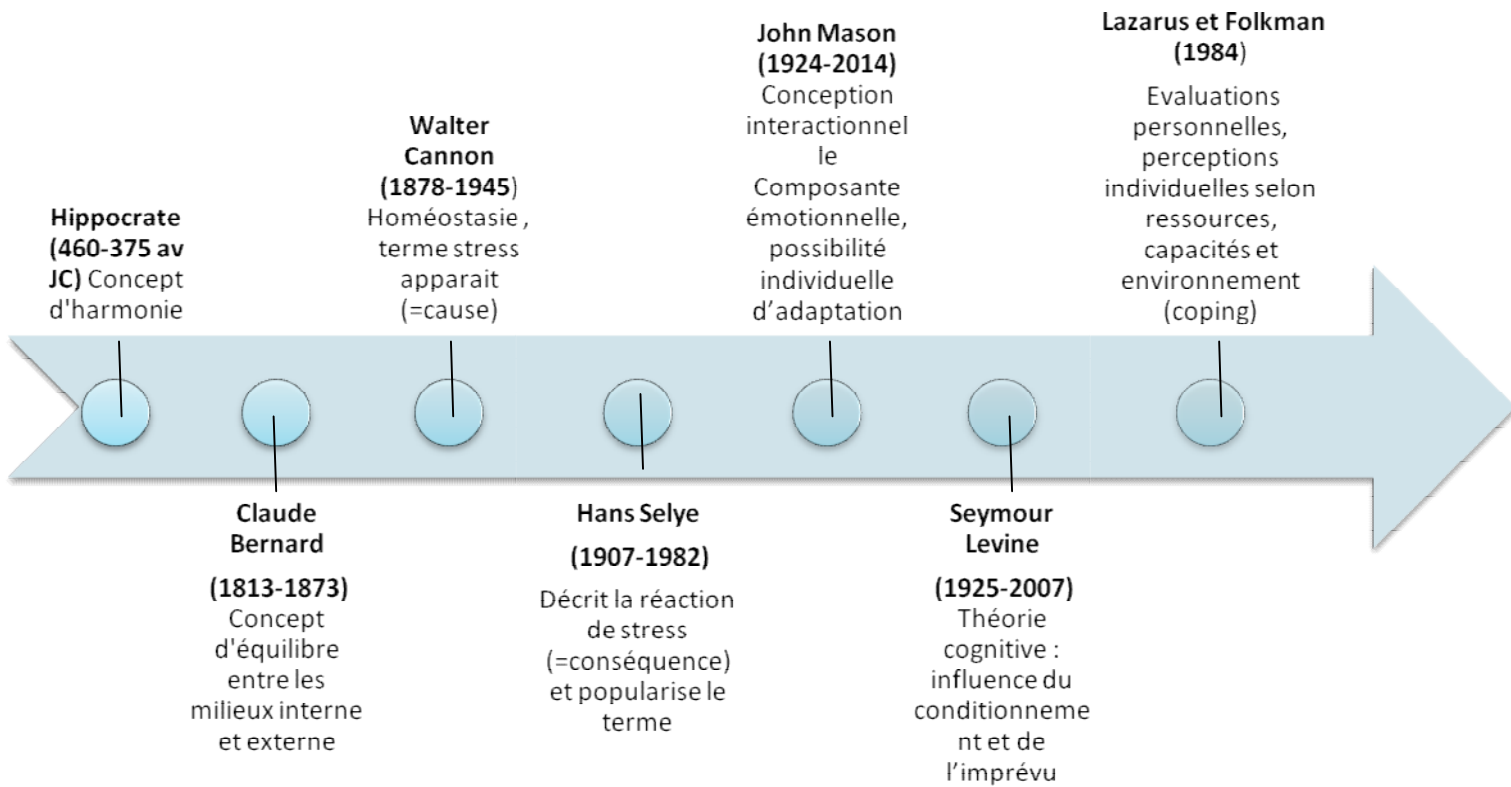 Hippocrate
(460-375 av
JC) Concept
d'harmonie
Claude
Bernard
(1813-1873)
Concept
d'équilibre
entre les
milieux interne
et externe
Walter
Cannon
(1878-1945)
Homéostasie ,
terme stress
apparait
(=cause)
Hans Selye
(1907-1982)
Décrit la réaction
de stress
(=conséquence)
et popularise le
terme
John Mason
(1924-2014)
Conception
interactionnel
le
Composante
émotionnelle,
possibilité
individuelle
d’adaptation
Seymour
Levine
(1925-2007)
Théorie
cognitive :
influence du
conditionneme
nt et de
l’imprévu
Lazarus et Folkman
(1984)
Evaluations
personnelles,
perceptions
individuelles selon
ressources,
capacités et
environnement
(coping)